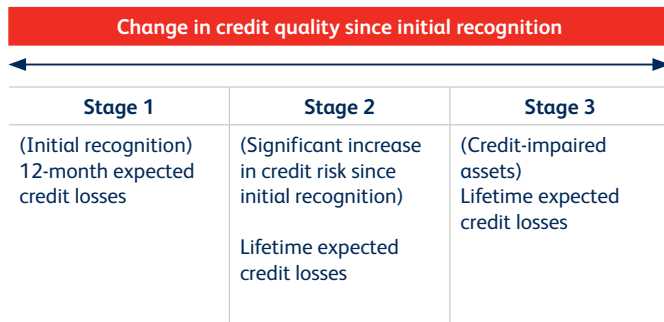 Change in credit quality since initial recognition
Stage 1
Stage 2
Stage 3
(Initial recognition)
12-month expected
credit losses
(Significant increase
in credit risk since
initial recognition)
Lifetime expected
credit losses
(Credit-impaired
assets)
Lifetime expected
credit losses